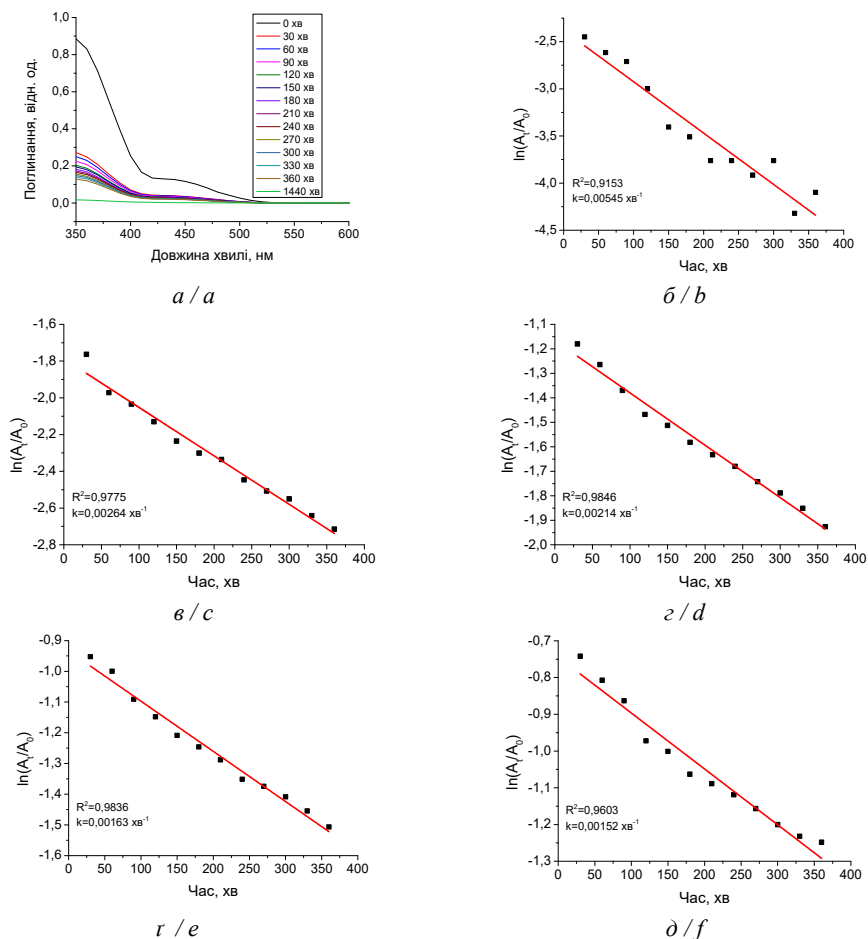 Поглинання, відн. од.
1,0
0,8
0,6
0,4
0,2
0,0
350 400 450 500 550 600
Довжина хвилі, нм
0 хв
30 хв
60 хв
90 хв
120 хв
150 хв
180 хв
210 хв
240 хв
270 хв
300 хв
330 хв
360 хв
1440 хв
а / a
ln(Aₜ/A₀)
-2,5
-3,0
-3,5
-4,0
-4,5
R²=0,9153
k=0,00545 хв⁻¹
0 50 100 150 200 250 300 350 400
Час, хв
б / b
ln(Aₜ/A₀)
-1,6
-1,8
-2,0
-2,2
-2,4
-2,6
-2,8
R²=0,9775
k=0,00264 хв⁻¹
0 50 100 150 200 250 300 350 400
Час, хв
в / c
ln(Aₜ/A₀)
-1,1
-1,2
-1,3
-1,4
-1,5
-1,6
-1,7
-1,8
-1,9
-2,0
R²=0,9846
k=0,00214 хв⁻¹
0 50 100 150 200 250 300 350 400
Час, хв
г / d
ln(Aₜ/A₀)
-0,9
-1,0
-1,1
-1,2
-1,3
-1,4
-1,5
-1,6
R²=0,9836
k=0,00163 хв⁻¹
0 50 100 150 200 250 300 350 400
Час, хв
ґ / e
ln(Aₜ/A₀)
-0,7
-0,8
-0,9
-1,0
-1,1
-1,2
-1,3
R²=0,9603
k=0,00152 хв⁻¹
0 50 100 150 200 250 300 350 400
Час, хв
д / f